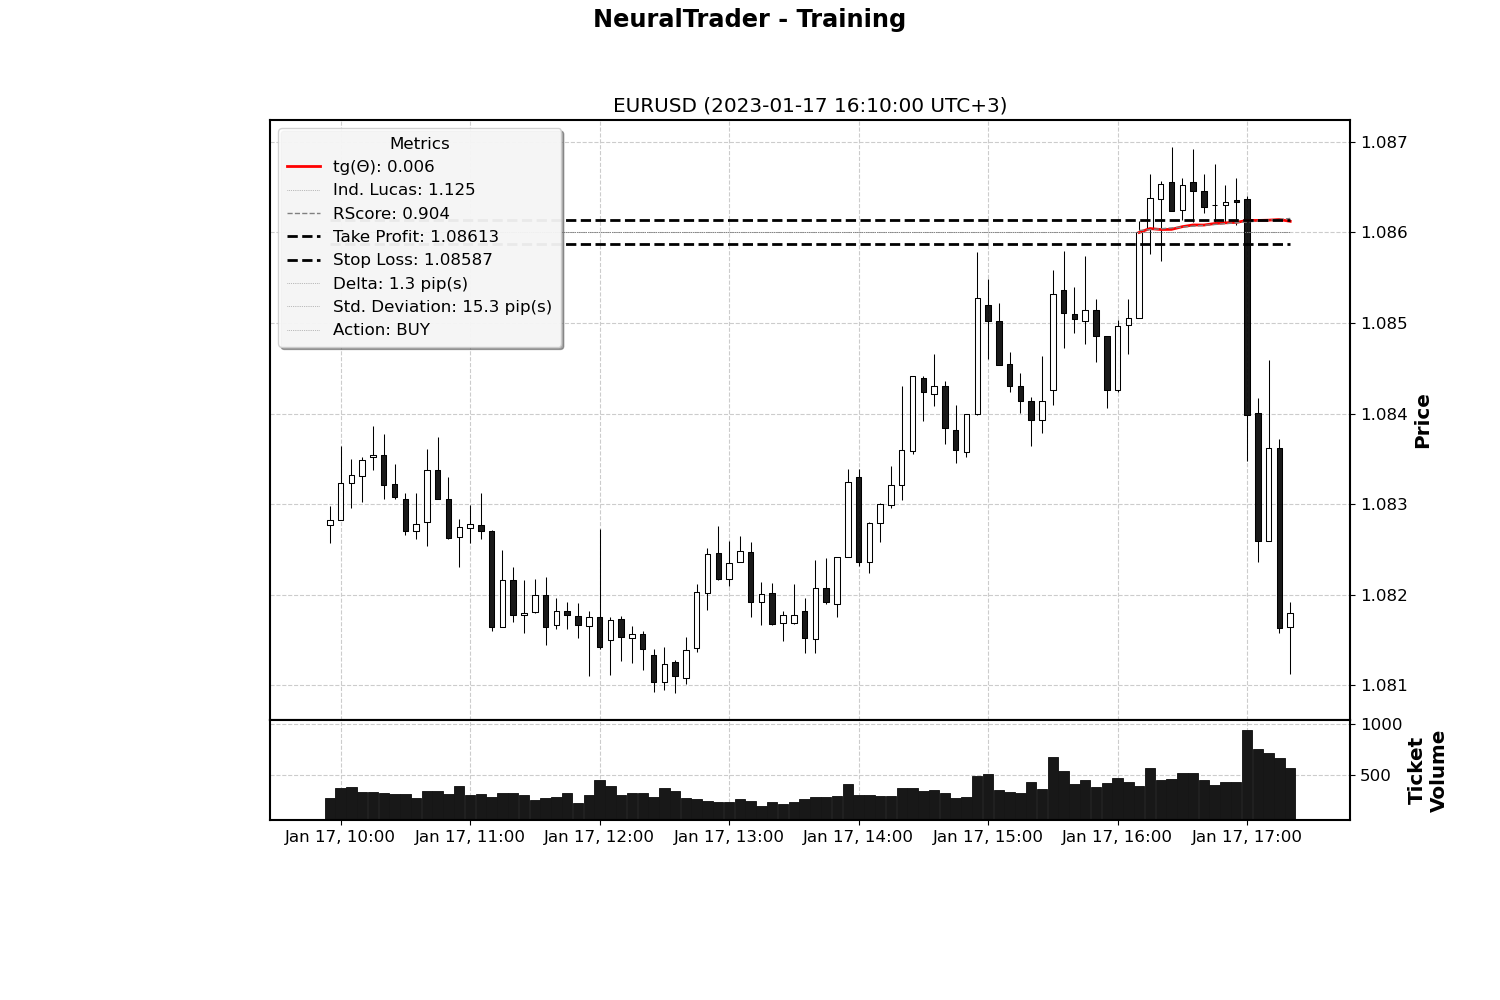 NeuralTrader - Training
EURUSD (2023-01-17 16:10:00 UTC+3)
Metrics
tg(Θ): 0.006
Ind. Lucas: 1.125
RScore: 0.904
Take Profit: 1.08613
Stop Loss: 1.08587
Delta: 1.3 pip(s)
Std. Deviation: 15.3 pip(s)
Action: BUY
1.087
1.086
1.085
1.084
1.083
1.082
1.081
Price
1000
500
Ticket
Volume
Jan 17, 10:00 Jan 17, 11:00 Jan 17, 12:00 Jan 17, 13:00 Jan 17, 14:00 Jan 17, 15:00 Jan 17, 16:00 Jan 17, 17:00